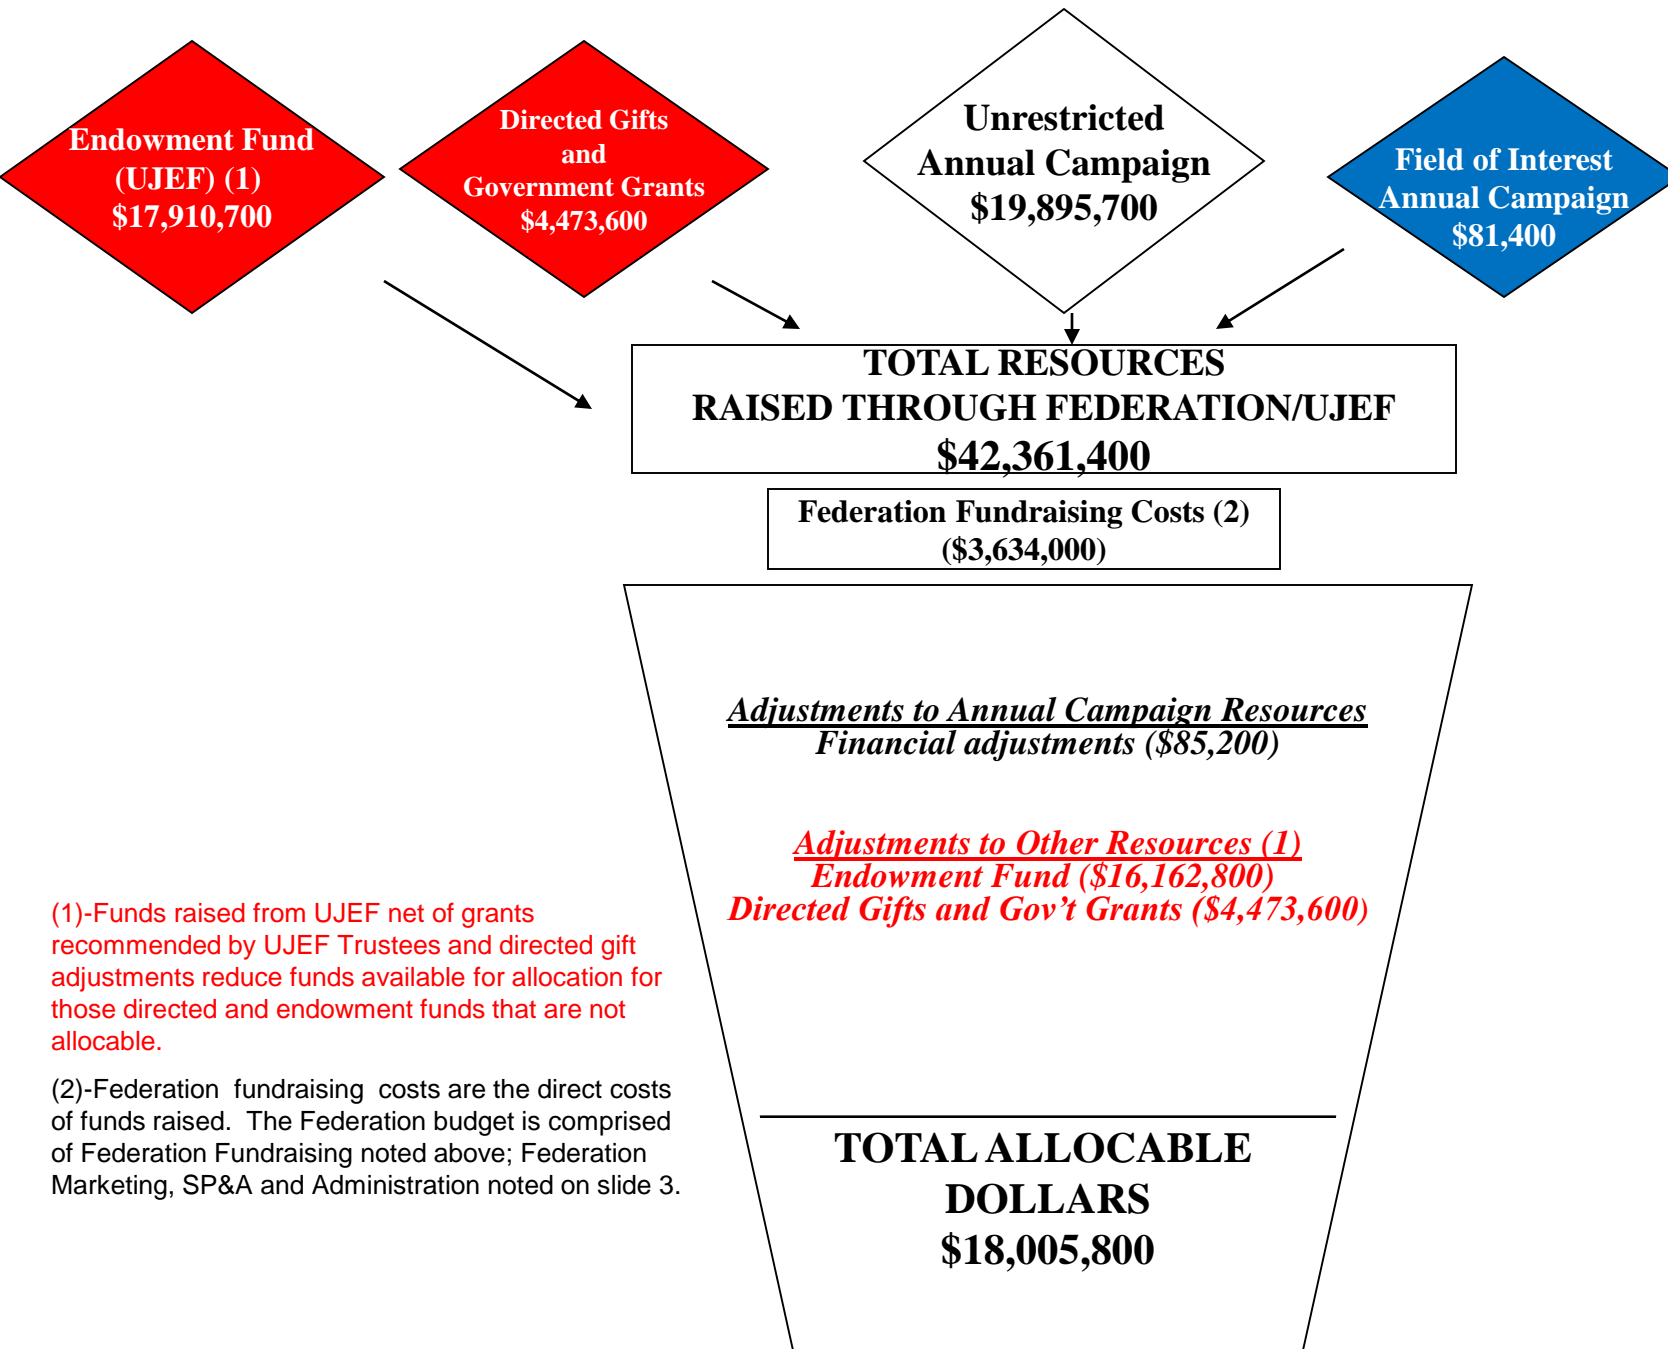 Endowment Fund
(UJEF) (1)
$17,910,700
Directed Gifts
and
Government Grants
$4,473,600
Unrestricted
Annual Campaign
$19,895,700
Field of Interest
Annual Campaign
$81,400
TOTAL RESOURCES
RAISED THROUGH FEDERATION/UJEF
$42,361,400
Federation Fundraising Costs (2)
($3,634,000)
Adjustments to Annual Campaign Resources
Financial adjustments ($85,200)
Adjustments to Other Resources (1)
Endowment Fund ($16,162,800)
Directed Gifts and Gov’t Grants ($4,473,600)
(1)-Funds raised from UJEF net of grants
recommended by UJEF Trustees and directed gift
adjustments reduce funds available for allocation for
those directed and endowment funds that are not
allocable.
(2)-Federation fundraising costs are the direct costs
of funds raised. The Federation budget is comprised
of Federation Fundraising noted above; Federation
Marketing, SP&A and Administration noted on slide 3.
TOTAL ALLOCABLE
DOLLARS
$18,005,800